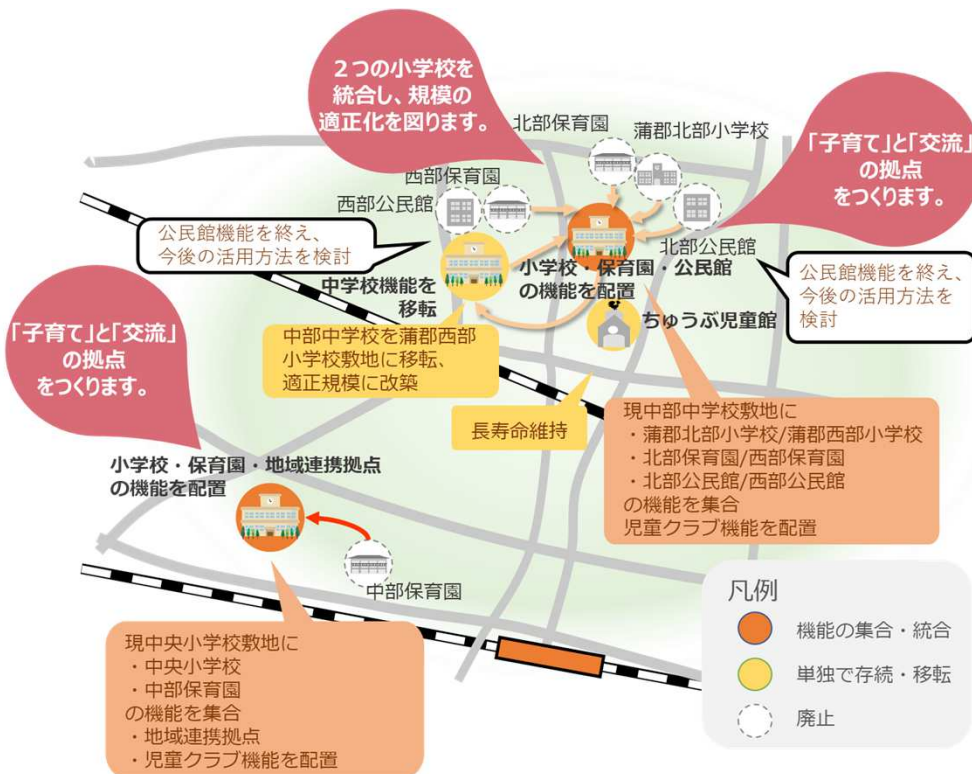 2つの小学校を
統合し、規模の
適正化を図ります。
北部保育園
蒲郡北部小学校
「子育て」と「交流」
の拠点
をつくります。
西部保育園
西部公民館
公民館機能を終え、
今後の活用方法を検討
北部公民館
小学校・保育園・公民館
の機能を配置
公民館機能を終え、
今後の活用方法を
検討
中学校機能を
移転
ちゅうぶ児童館
「子育て」と「交流」
の拠点
をつくります。
中部中学校を蒲郡西部
小学校敷地に移転、
適正規模に改築
長寿命維持
現中部中学校敷地に
・蒲郡北部小学校/蒲郡西部小学校
・北部保育園/西部保育園
・北部公民館/西部公民館
の機能を集合
児童クラブ機能を配置
小学校・保育園・地域連携拠点
の機能を配置
中部保育園
現中央小学校敷地に
・中央小学校
・中部保育園
の機能を集合
・地域連携拠点
・児童クラブ機能を配置
凡例
機能の集合・統合
単独で存続・移転
廃止